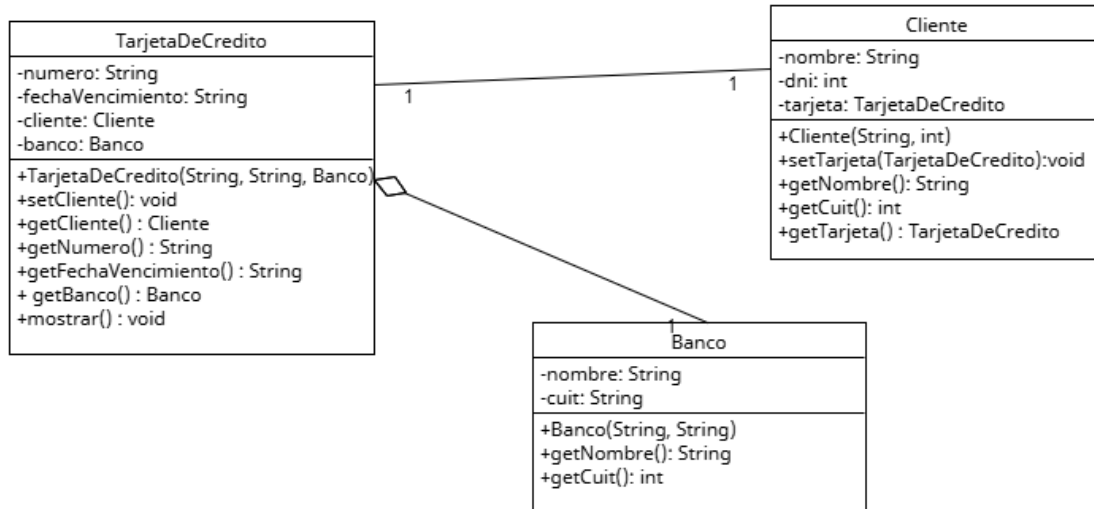 TarjetaDeCredito
-numero: String
-fechaVencimiento: String
-cliente: Cliente
-banco: Banco
+TarjetaDeCredito(String, String, Banco)
+setCliente(): void
+getCliente() : Cliente
+getNumero() : String
+getFechaVencimiento() : String
+ getBanco() : Banco
+mostrar() : void
1
1
Cliente
-nombre: String
-dni: int
-tarjeta: TarjetaDeCredito
+Cliente(String, int)
+setTarjeta(TarjetaDeCredito):void
+getNombre(): String
+getCuit(): int
+getTarjeta() : TarjetaDeCredito
1
Banco
-nombre: String
-cuit: String
+Banco(String, String)
+getNombre(): String
+getCuit(): int